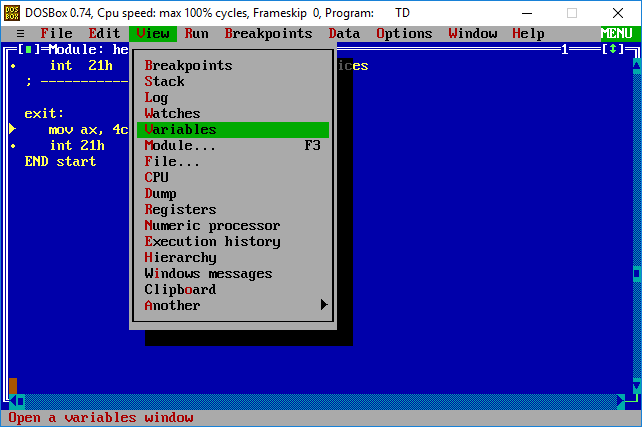 DOSBox 0.74, Cpu speed: max 100% cycles, Frameskip 0, Program: TD
≡ File Edit View Run Breakpoints Data Options Window Help MENU
[■]=Module: he 1 [↕]
int 21h ices
; -----------
exit:
mov ax, 4c
int 21h
END start
Breakpoints
Stack
Log
Watches
Variables
Module... F3
File...
CPU
Dump
Registers
Numeric processor
Execution history
Hierarchy
Windows messages
Clipboard
Another
Open a variables window